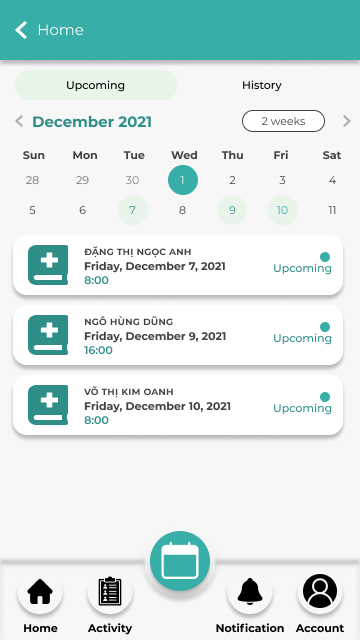 Home
Upcoming History
December 2021 2 weeks
Sun Mon Tue Wed Thu Fri Sat
28 29 30 1 2 3 4
5 6 7 8 9 10 11
ĐẶNG THỊ NGỌC ANH
Friday, December 7, 2021
Upcoming
8:00
NGÔ HÙNG DŨNG
Friday, December 9, 2021
Upcoming
16:00
VÕ THỊ KIM OANH
Friday, December 10, 2021
Upcoming
8:00
Home Activity Notification Account